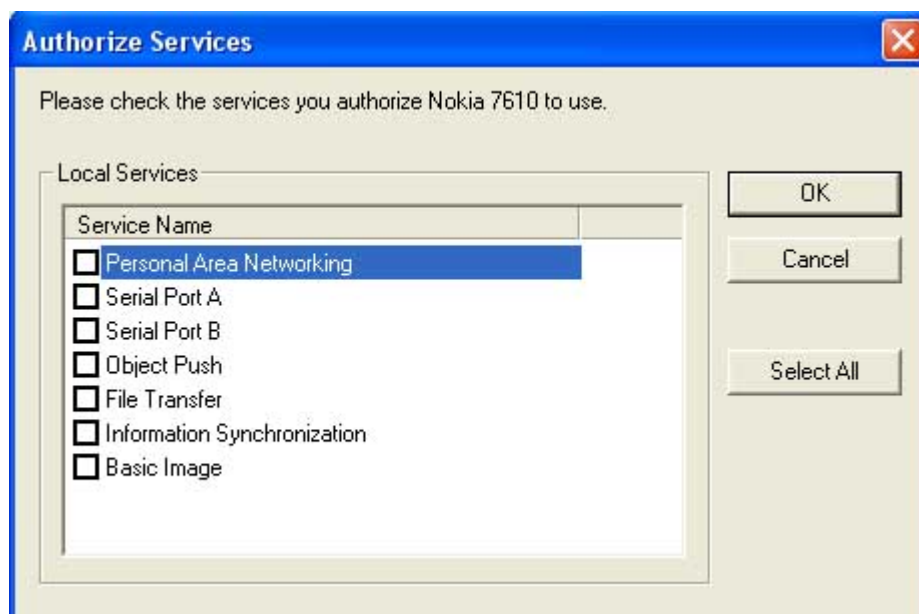 Authorize Services
Please check the services you authorize Nokia 7610 to use.
Local Services
Service Name
Personal Area Networking
Serial Port A
Serial Port B
Object Push
File Transfer
Information Synchronization
Basic Image
OK
Cancel
Select All